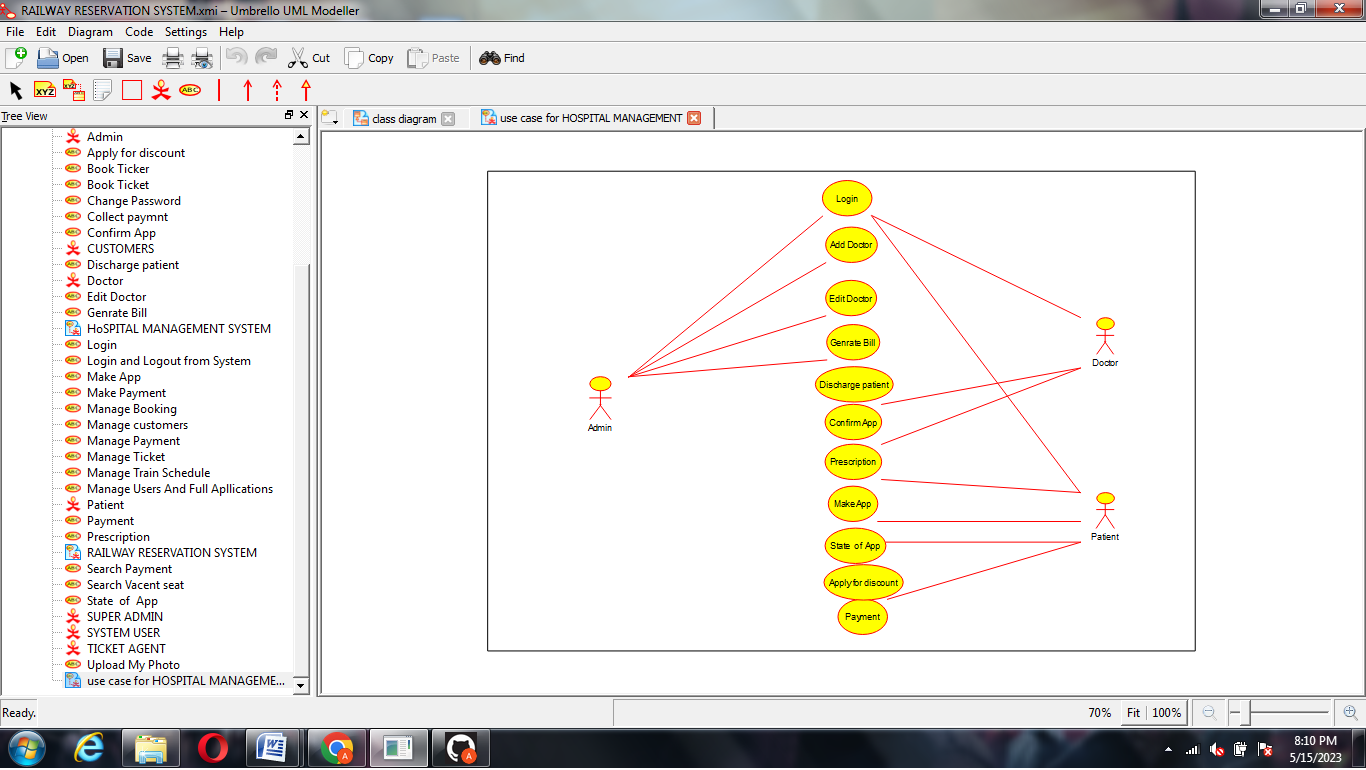 RAILWAY RESERVATION SYSTEM.xmi – Umbrello UML Modeller
File Edit Diagram Code Settings Help
Open Save Cut Copy Paste Find
XYZ XYZ ABC
Tree View
class diagram use case for HOSPITAL MANAGEMENT
Admin
Apply for discount
Book Ticker
Book Ticket
Change Password
Collect paymnt
Confirm App
CUSTOMERS
Discharge patient
Doctor
Edit Doctor
Genrate Bill
HoSPITAL MANAGEMENT SYSTEM
Login
Login and Logout from System
Make App
Make Payment
Manage Booking
Manage customers
Manage Payment
Manage Ticket
Manage Train Schedule
Manage Users And Full Apllications
Patient
Payment
Prescription
RAILWAY RESERVATION SYSTEM
Search Payment
Search Vacent seat
State of App
SUPER ADMIN
SYSTEM USER
TICKET AGENT
Upload My Photo
use case for HOSPITAL MANAGEME...
Login
Add Doctor
Edit Doctor
Genrate Bill
Discharge patient
Confirm App
Prescription
Make App
State of App
Apply for discount
Payment
Admin
Doctor
Patient
Ready.
70% Fit 100%
8:10 PM
5/15/2023